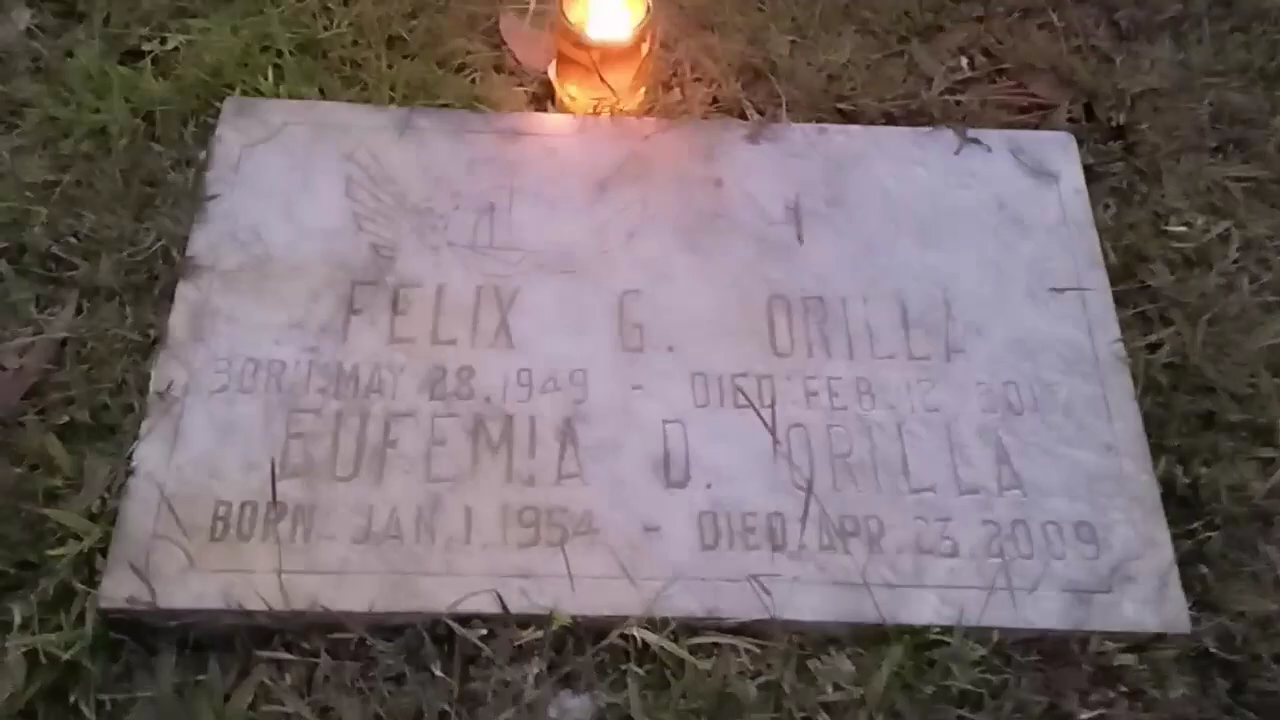 FELIX G. ORILLA
BORN: MAY 28, 1949 - DIED: FEB. 12
EUFEMIA D. ORILLA
BORN: JAN. 1, 1954 - DIED: APR. 23, 2009